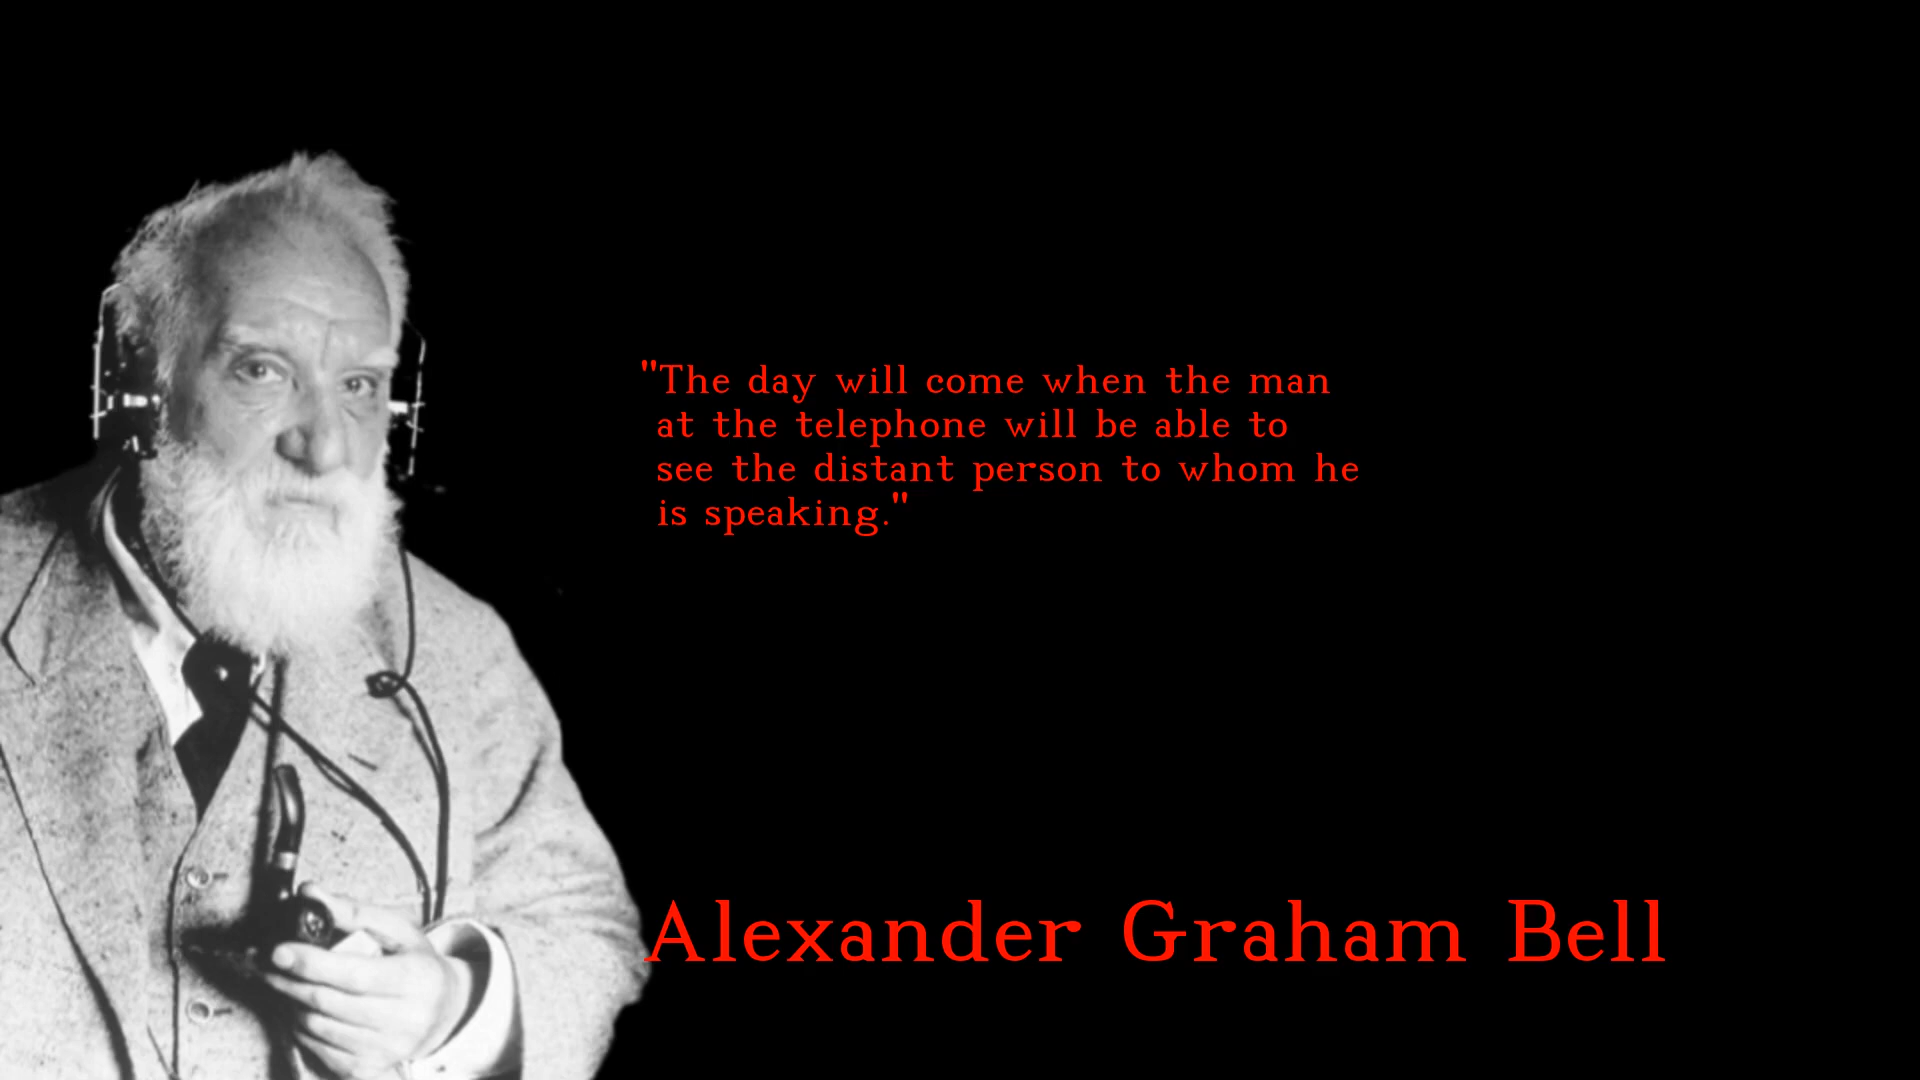 "The day will come when the man
at the telephone will be able to
see the distant person to whom he
is speaking."
Alexander Graham Bell